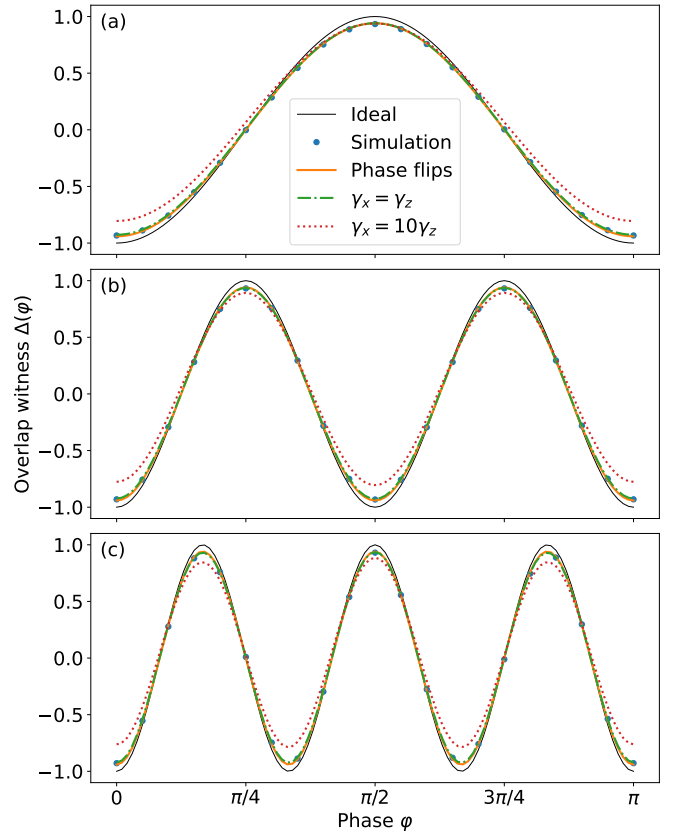 (a)
1.0
0.5
0.0
−0.5
−1.0
Ideal
Simulation
Phase flips
γx = γz
γx = 10γz
(b)
1.0
0.5
0.0
−0.5
−1.0
Overlap witness Δ(φ)
(c)
1.0
0.5
0.0
−0.5
−1.0
0 π/4 π/2 3π/4 π
Phase φ